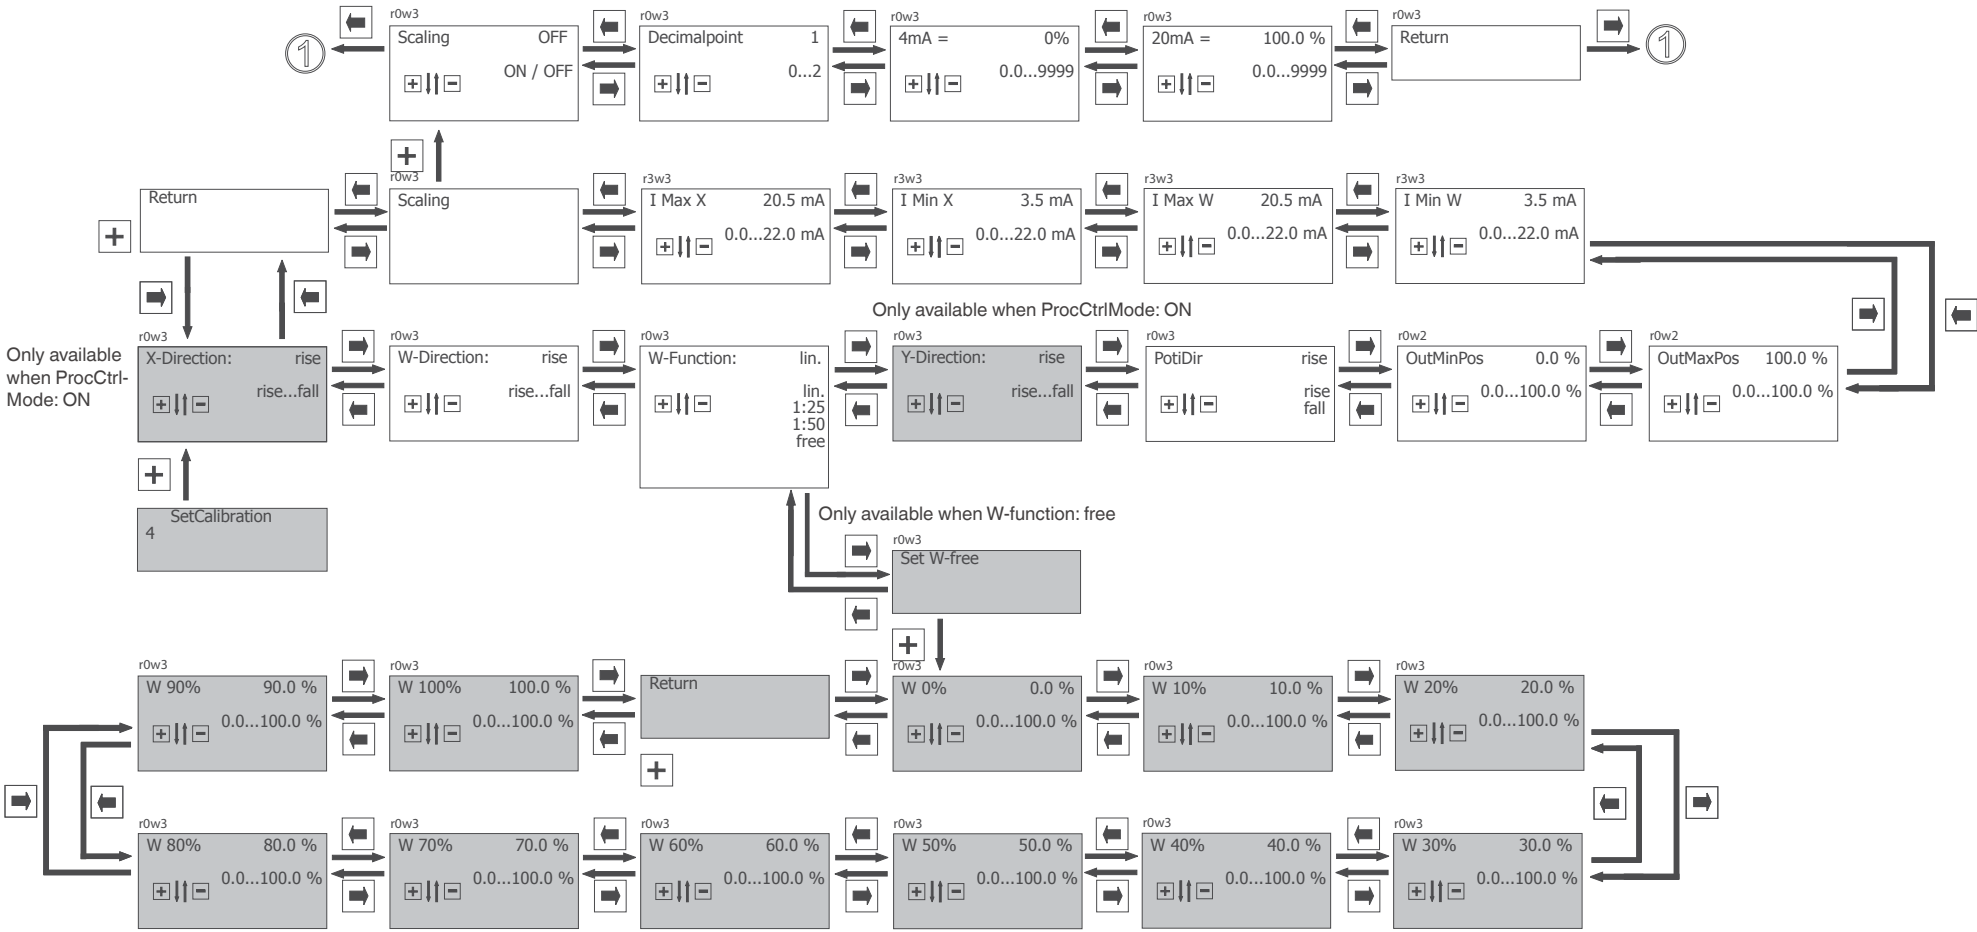 r0w3
Scaling OFF
ON / OFF
+ −
r0w3
Decimalpoint 1
0...2
+ −
r0w3
4mA = 0%
0.0...9999
+ −
r0w3
20mA = 100.0 %
0.0...9999
+ −
r0w3
Return
1
1
+
Return
+
r0w3
Scaling
r3w3
I Max X 20.5 mA
0.0...22.0 mA
+ −
r3w3
I Min X 3.5 mA
0.0...22.0 mA
+ −
r3w3
I Max W 20.5 mA
0.0...22.0 mA
+ −
r3w3
I Min W 3.5 mA
0.0...22.0 mA
+ −
Only available when ProcCtrlMode: ON
Only available
when ProcCtrl-
Mode: ON
r0w3
X-Direction: rise
rise...fall
+ −
r0w3
W-Direction: rise
rise...fall
+ −
r0w3
W-Function: lin.
lin.
1:25
1:50
free
+ −
r0w3
Y-Direction: rise
rise...fall
+ −
r0w3
PotiDir rise
rise
fall
+ −
r0w2
OutMinPos 0.0 %
0.0...100.0 %
+ −
r0w2
OutMaxPos 100.0 %
0.0...100.0 %
+ −
+
SetCalibration
4
Only available when W-function: free
r0w3
Set W-free
+
r0w3
W 90% 90.0 %
0.0...100.0 %
+ −
r0w3
W 100% 100.0 %
0.0...100.0 %
+ −
Return
+
r0w3
W 0% 0.0 %
0.0...100.0 %
+ −
r0w3
W 10% 10.0 %
0.0...100.0 %
+ −
r0w3
W 20% 20.0 %
0.0...100.0 %
+ −
r0w3
W 80% 80.0 %
0.0...100.0 %
+ −
r0w3
W 70% 70.0 %
0.0...100.0 %
+ −
r0w3
W 60% 60.0 %
0.0...100.0 %
+ −
r0w3
W 50% 50.0 %
0.0...100.0 %
+ −
r0w3
W 40% 40.0 %
0.0...100.0 %
+ −
r0w3
W 30% 30.0 %
0.0...100.0 %
+ −